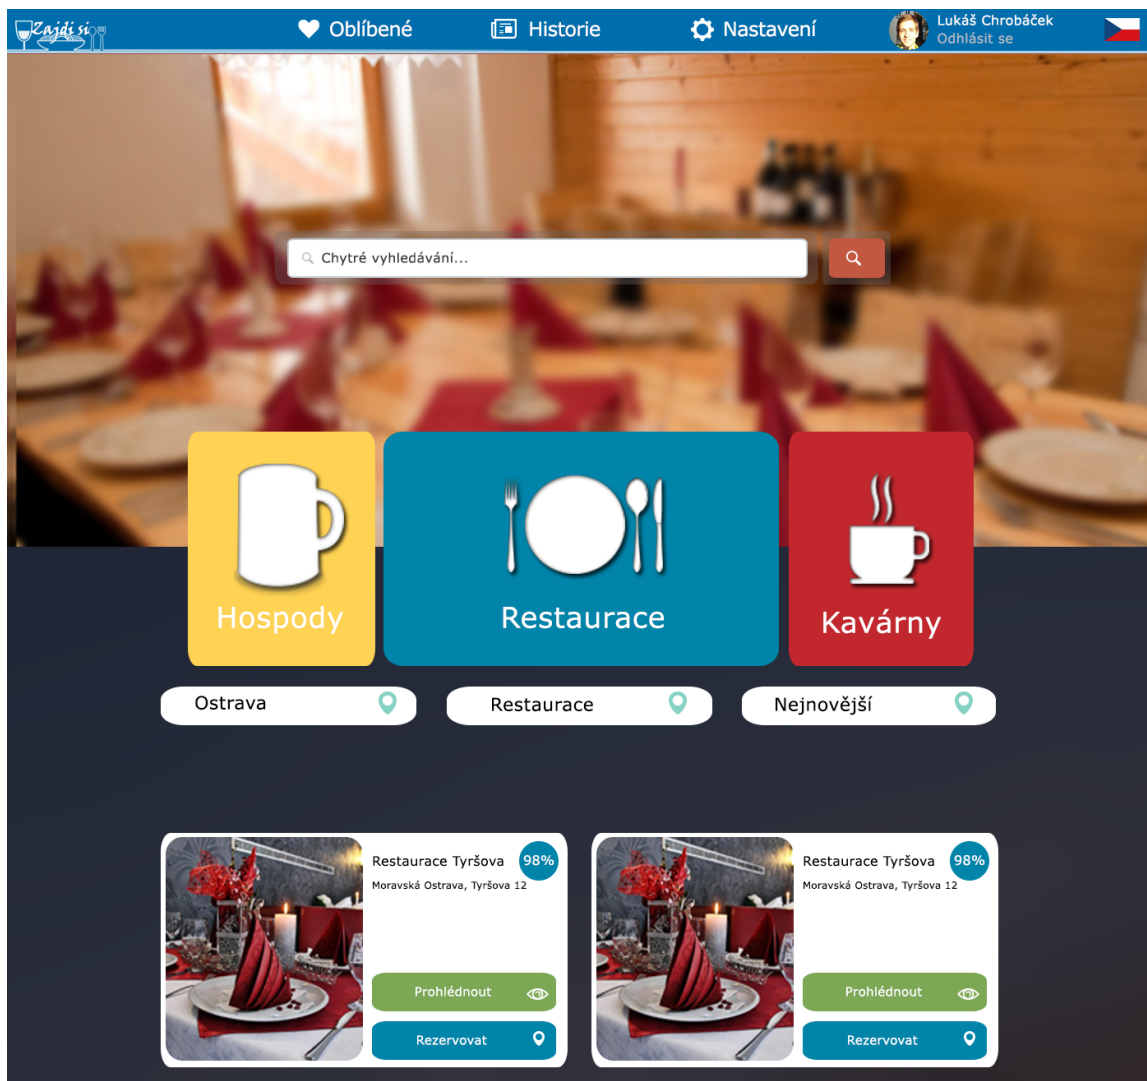 Zajdi si
Oblíbené
Historie
Nastavení
Lukáš Chrobáček
Odhlásit se
Chytré vyhledávání...
Hospody
Restaurace
Kavárny
Ostrava
Restaurace
Nejnovější
Restaurace Tyršova 98%
Moravská Ostrava, Tyršova 12
Prohlédnout
Rezervovat
Restaurace Tyršova 98%
Moravská Ostrava, Tyršova 12
Prohlédnout
Rezervovat